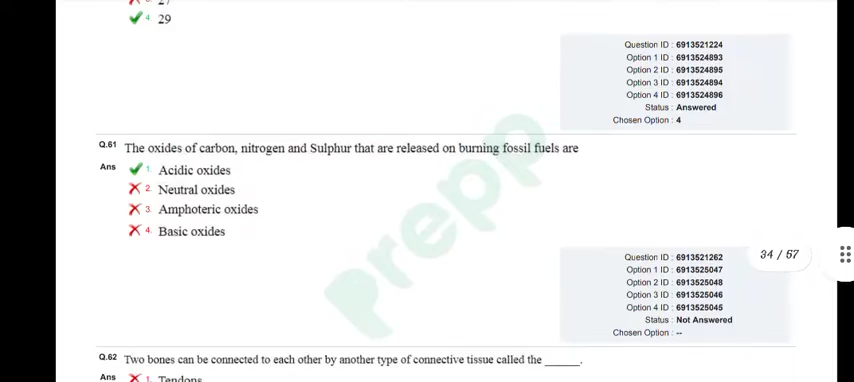 3. 27
4. 29
Question ID : 6913521224
Option 1 ID : 6913524893
Option 2 ID : 6913524895
Option 3 ID : 6913524894
Option 4 ID : 6913524896
Status : Answered
Chosen Option : 4
Q.61 The oxides of carbon, nitrogen and Sulphur that are released on burning fossil fuels are
Ans 1. Acidic oxides
2. Neutral oxides
3. Amphoteric oxides
4. Basic oxides
prepp
Question ID : 6913521262
Option 1 ID : 6913525047
Option 2 ID : 6913525048
Option 3 ID : 6913525046
Option 4 ID : 6913525045
Status : Not Answered
Chosen Option : --
34 / 57
Q.62 Two bones can be connected to each other by another type of connective tissue called the ______.
Ans 1. Tendons